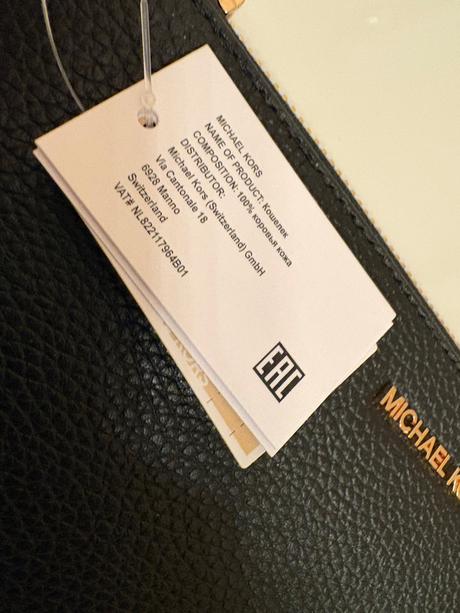 MICHAEL KORS
NAME OF PRODUCT: Кошелек
COMPOSITION: 100% коровья кожа
DISTRIBUTOR:
Michael Kors (Switzerland) GmbH
Via Cantonale 18
6928 Manno
Switzerland
VAT# NL822117964B01
EAC
MICHAEL K